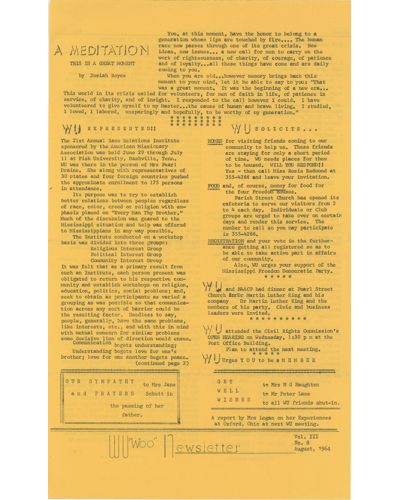 A MEDITATION
THIS IS A GREAT MOMENT
by Josiah Royce
You, at this moment, have the honor to belong to a
generation whose lips are touched by fire.... The human
race now passes through one of its great crisis. New
ideas, new issues... a new call for men to carry on the
work of righteousness, of charity, of courage, of patience
and of loyalty...all these things have come and are daily
coming to you.
When you are old...however memory brings back this
moment to your mind, let it be able to say to you: "That
was a great moment. It was the beginning of a new era...
This world in its crisis called for volunteers, for men of faith in life, of patience in
service, of charity, and of insight. I responded to the call however I could, I have
volunteered to give myself to my Master...the cause of human and brave living. I studied,
I loved, I labored, unsparingly and hopefully, to be worthy of my generation."
WU REPRESENTED!!
The 21st Annual Race Relations Institute
sponsored by the American Missionary
Association was held June 29 through July
11 at Fisk University, Nashville, Tenn.
WU was there in the person of Mrs Pearl
Draine. She along with representatives of
30 states and four foreign countries pushed
the approximate enrollment to 175 persons
in attendance.
Its purpose was to try to establish
better relations between peoples regardless
of race, color, creed or religion with em-
phasis placed on "Every Man Thy Brother."
Much of the discussion was geared to the
Mississippi situation and help was offered
to Mississippians in any way possible.
The Institute conducted on a workshop
basis was divided into three groups:
Religious Interest Group
Political Interest Group
Community Interest Group
It was felt that as a primary result from
such an Institute, each person present was
obligated to return to his respective com-
munity and establish workshops on religion,
education, politics, social problems; and,
seek to obtain as participants as varied a
grouping as were possible so that communica-
tion across any sort of barrier could be
the resulting factor. Needless to say,
people, generally, have the same problems,
like interests, etc., and with this in mind
with mutual concern for similar problems
some decisive line of direction would ensue.
Communication begets understanding;
Understanding begets love for one's
brother; love for one another begets peace.
(continued page 2)
WU SOLICITS...
HOMES for visiting friends coming to our
community to help us. These friends
are staying for only a short period
of time. WU needs places for them
to be housed. WILL YOU RESPOND??
Yes - then call Miss Rosie Redmond at
355-4286 and leave your invitation.
FOOD and, of course, money for food for
the four Freedom Houses.
Farish Street Church has opened its
cafeteria to serve our visitors from 2
to 4 each day. Individuals or Club
groups are urged to take over on certain
days and render this service. The
number to call so you may participate
is 355-4286.
REGISTRATION and your vote is the further-
ance getting all registered so as to
be able to take active part in affairs
of our community.
Also, WU urges your support of the
Mississippi Freedom Democratic Party.
* * * * *
WU and NAACP had dinner at Pearl Street
Church for Dr Martin Luther King and his
company Dr Martin Luther King and the
members of his party. Civic and business
leaders were invited.
* * * * *
WU attended the Civil Rights Commission's
OPEN HEARING on Wednesday, 1:30 p m at the
Post Office Building.
Plan to attend the next meeting.
* * * * *
WU urges YOU to be a MEMBER
OUR SYMPATHY
and PRAYERS
to Mrs Jane
Schutt in
the passing of her
father.
GET
WELL
WISHES
to Mrs M G Haughton
to Mr Peter Lane
to all WU friends shut-in.
A report by Mrs Logan on her Experiences
at Oxford, Ohio at next WU meeting.
WU "Woo" Newsletter
Vol. III
No. 8
August, 1964